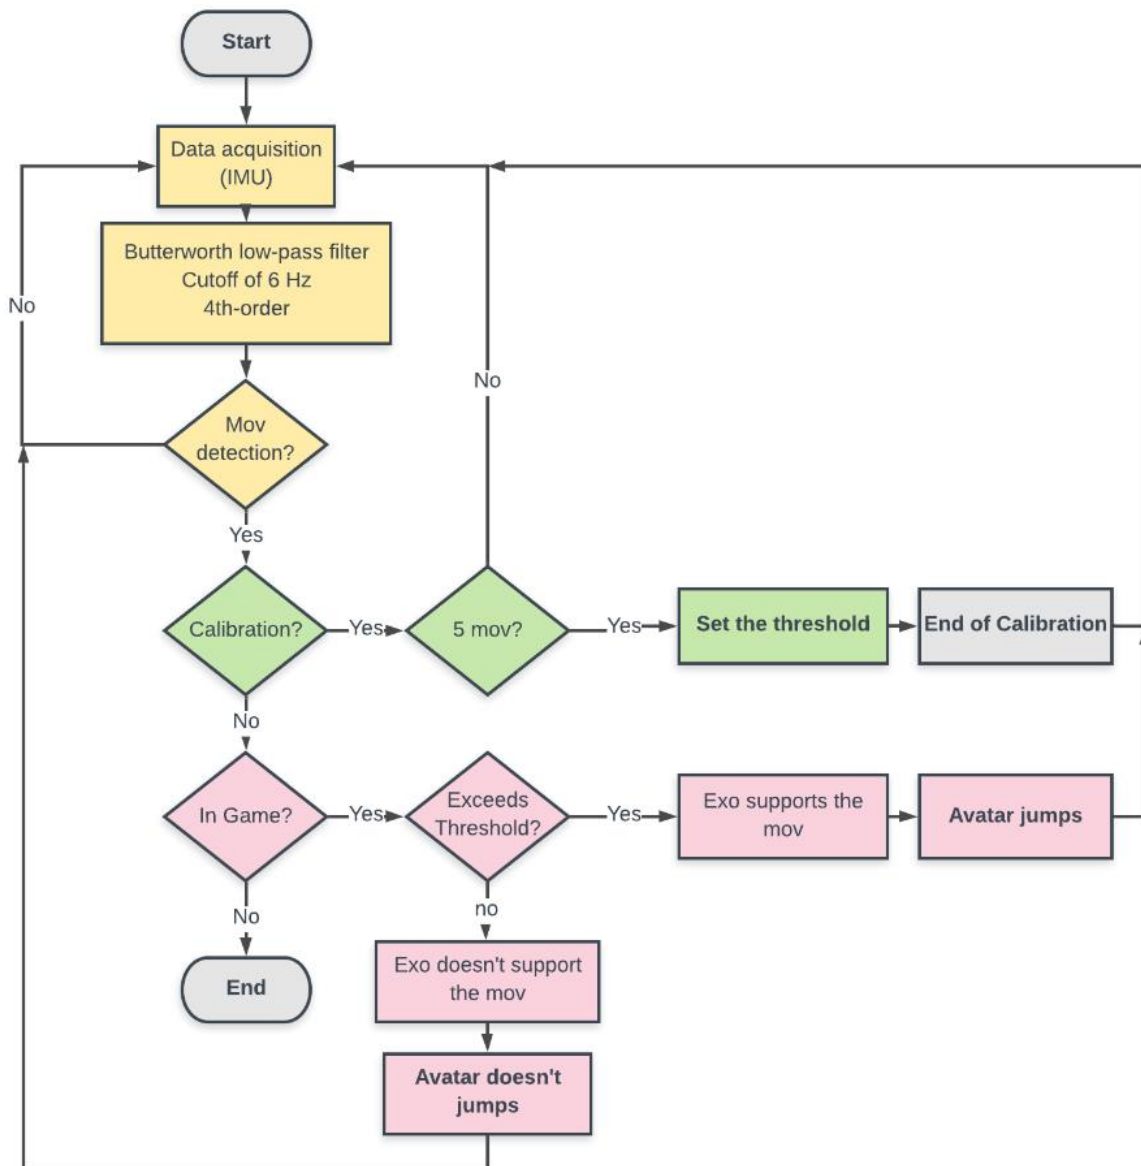 Start
Data acquisition
(IMU)
Butterworth low-pass filter
Cutoff of 6 Hz
4th-order
No
No
Mov
detection?
Yes
Calibration?
Yes
5 mov?
Yes
Set the threshold
End of Calibration
No
In Game?
Yes
Exceeds
Threshold?
Yes
Exo supports the
mov
Avatar jumps
No
no
End
Exo doesn't support
the mov
Avatar doesn't
jumps